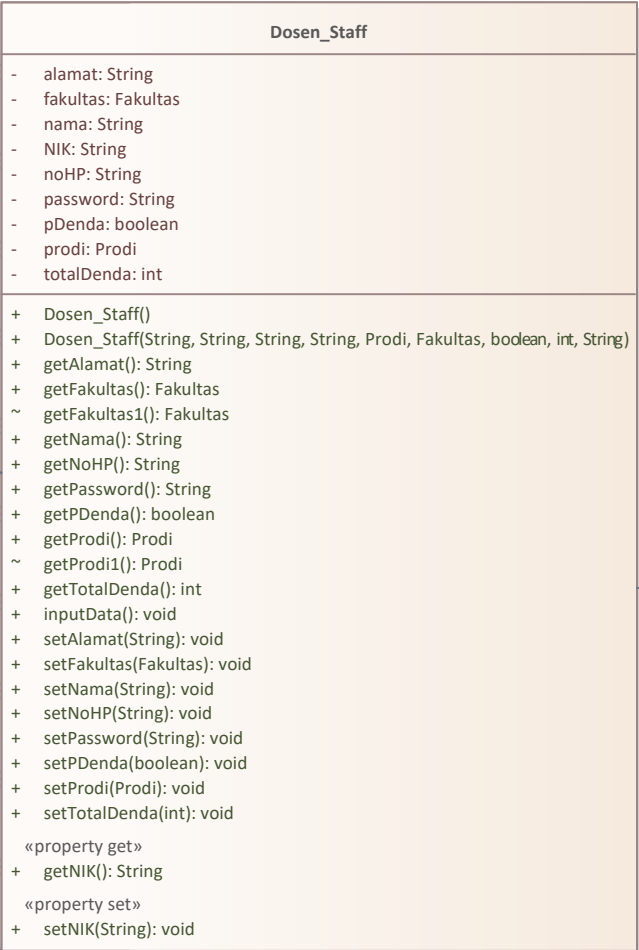 Dosen_Staff
- alamat: String
- fakultas: Fakultas
- nama: String
- NIK: String
- noHP: String
- password: String
- pDenda: boolean
- prodi: Prodi
- totalDenda: int
+ Dosen_Staff()
+ Dosen_Staff(String, String, String, String, Prodi, Fakultas, boolean, int, String)
+ getAlamat(): String
+ getFakultas(): Fakultas
~ getFakultas1(): Fakultas
+ getNama(): String
+ getNoHP(): String
+ getPassword(): String
+ getPDenda(): boolean
+ getProdi(): Prodi
~ getProdi1(): Prodi
+ getTotalDenda(): int
+ inputData(): void
+ setAlamat(String): void
+ setFakultas(Fakultas): void
+ setNama(String): void
+ setNoHP(String): void
+ setPassword(String): void
+ setPDenda(boolean): void
+ setProdi(Prodi): void
+ setTotalDenda(int): void
«property get»
+ getNIK(): String
«property set»
+ setNIK(String): void